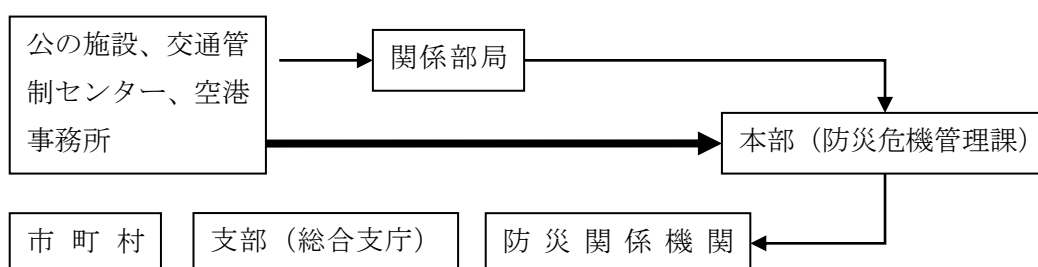 公の施設、交通管
制センター、空港
事務所
関係部局
本部（防災危機管理課）
市町村
支部（総合支庁）
防災関係機関